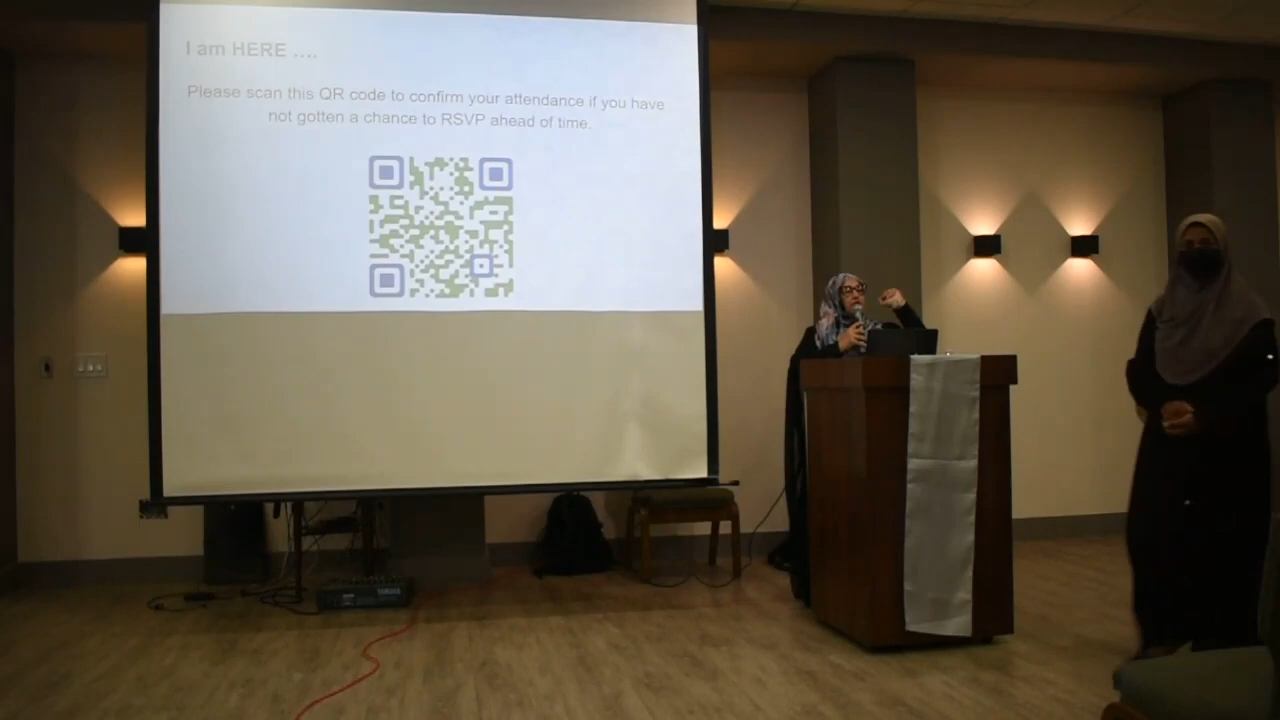 I am HERE ....
Please scan this QR code to confirm your attendance if you have
not gotten a chance to RSVP ahead of time.
YAMAHA